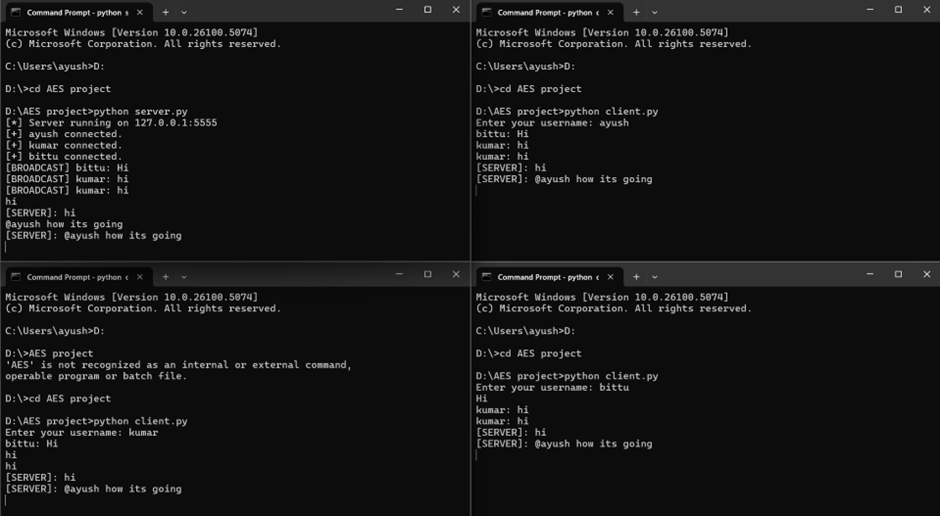 Command Prompt - python s
Microsoft Windows [Version 10.0.26100.5074]
(c) Microsoft Corporation. All rights reserved.
C:\Users\ayush>D:
D:\>cd AES project
D:\AES project>python server.py
[*] Server running on 127.0.0.1:5555
[+] ayush connected.
[+] kumar connected.
[+] bittu connected.
[BROADCAST] bittu: Hi
[BROADCAST] kumar: hi
[BROADCAST] kumar: hi
hi
[SERVER]: hi
@ayush how its going
[SERVER]: @ayush how its going
Command Prompt - python c
Microsoft Windows [Version 10.0.26100.5074]
(c) Microsoft Corporation. All rights reserved.
C:\Users\ayush>D:
D:\>cd AES project
D:\AES project>python client.py
Enter your username: ayush
bittu: Hi
kumar: hi
kumar: hi
[SERVER]: hi
[SERVER]: @ayush how its going
Command Prompt - python c
Microsoft Windows [Version 10.0.26100.5074]
(c) Microsoft Corporation. All rights reserved.
C:\Users\ayush>D:
D:\>AES project
'AES' is not recognized as an internal or external command,
operable program or batch file.
D:\>cd AES project
D:\AES project>python client.py
Enter your username: kumar
bittu: Hi
hi
hi
[SERVER]: hi
[SERVER]: @ayush how its going
Command Prompt - python c
Microsoft Windows [Version 10.0.26100.5074]
(c) Microsoft Corporation. All rights reserved.
C:\Users\ayush>D:
D:\>cd AES project
D:\AES project>python client.py
Enter your username: bittu
Hi
kumar: hi
kumar: hi
[SERVER]: hi
[SERVER]: @ayush how its going